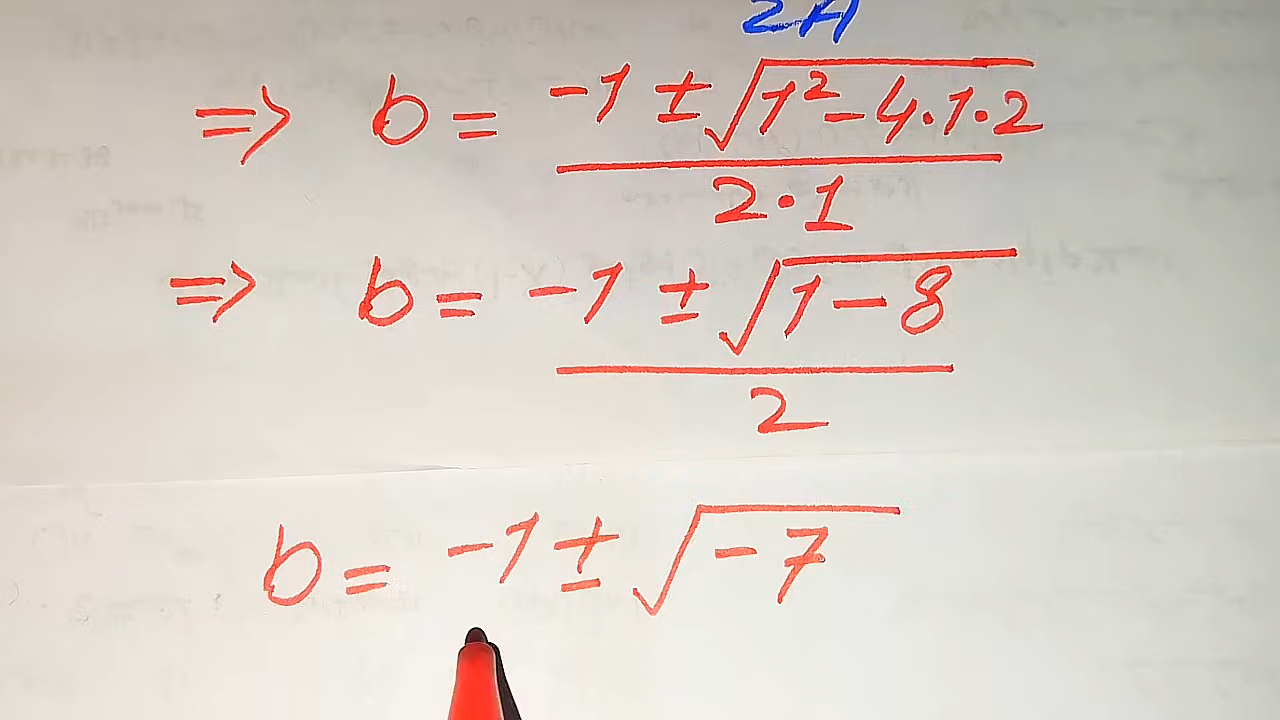 2A
=> b = -1 ± √1² - 4·1·2
2·1
=> b = -1 ± √1 - 8
2
b = -1 ± √-7